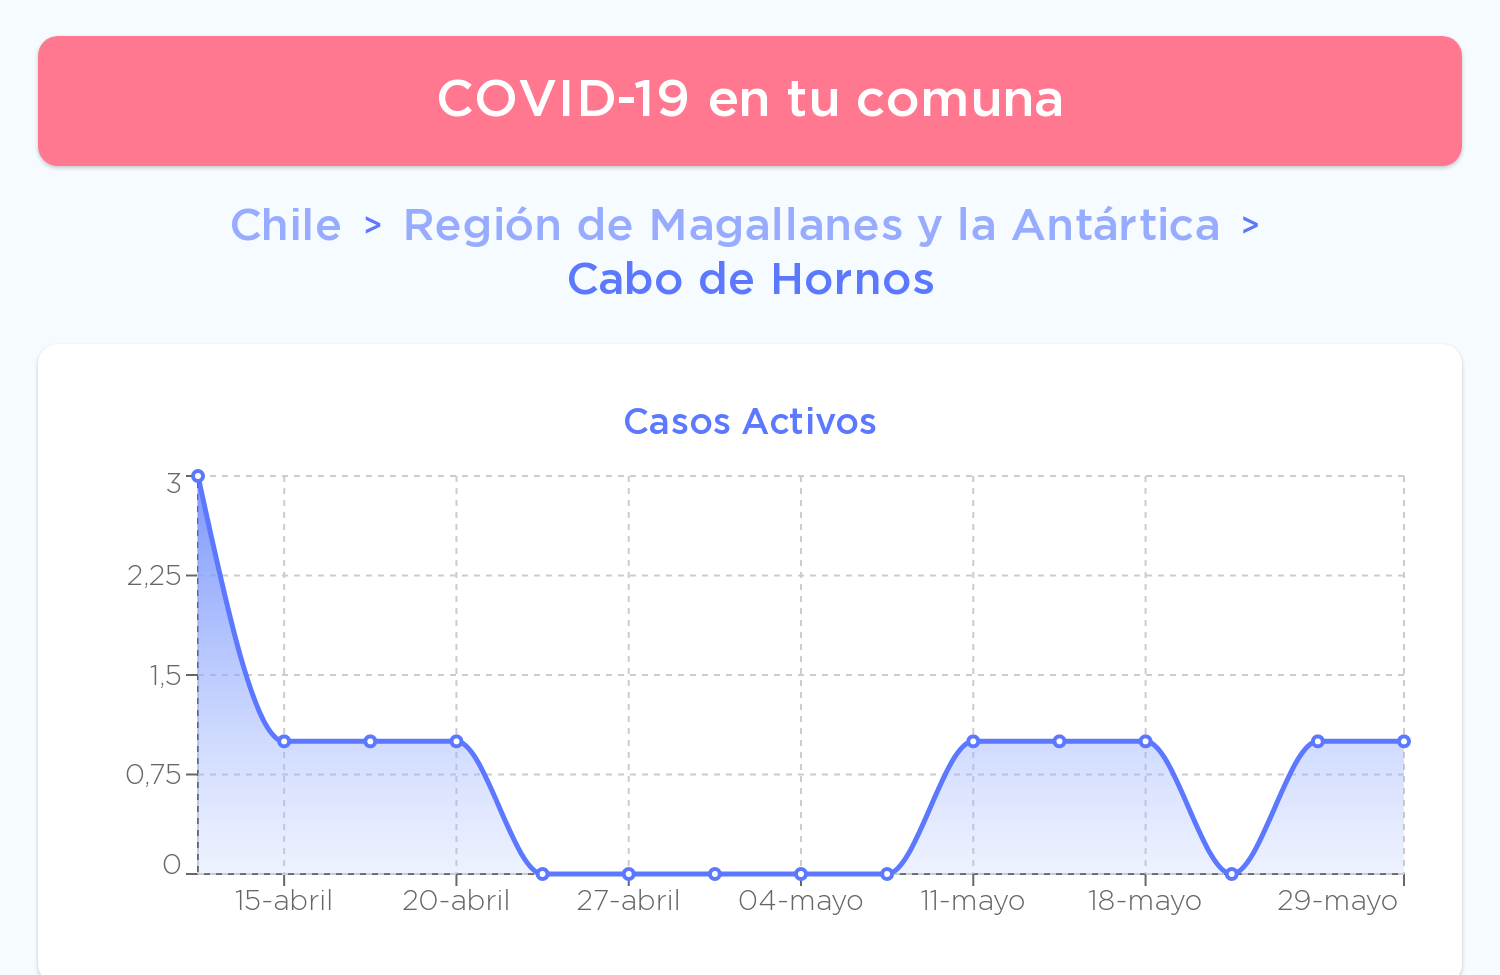 COVID-19 en tu comuna
Chile > Región de Magallanes y la Antártica >
Cabo de Hornos
Casos Activos
3
2,25
1,5
0,75
0
15-abril 20-abril 27-abril 04-mayo 11-mayo 18-mayo 29-mayo